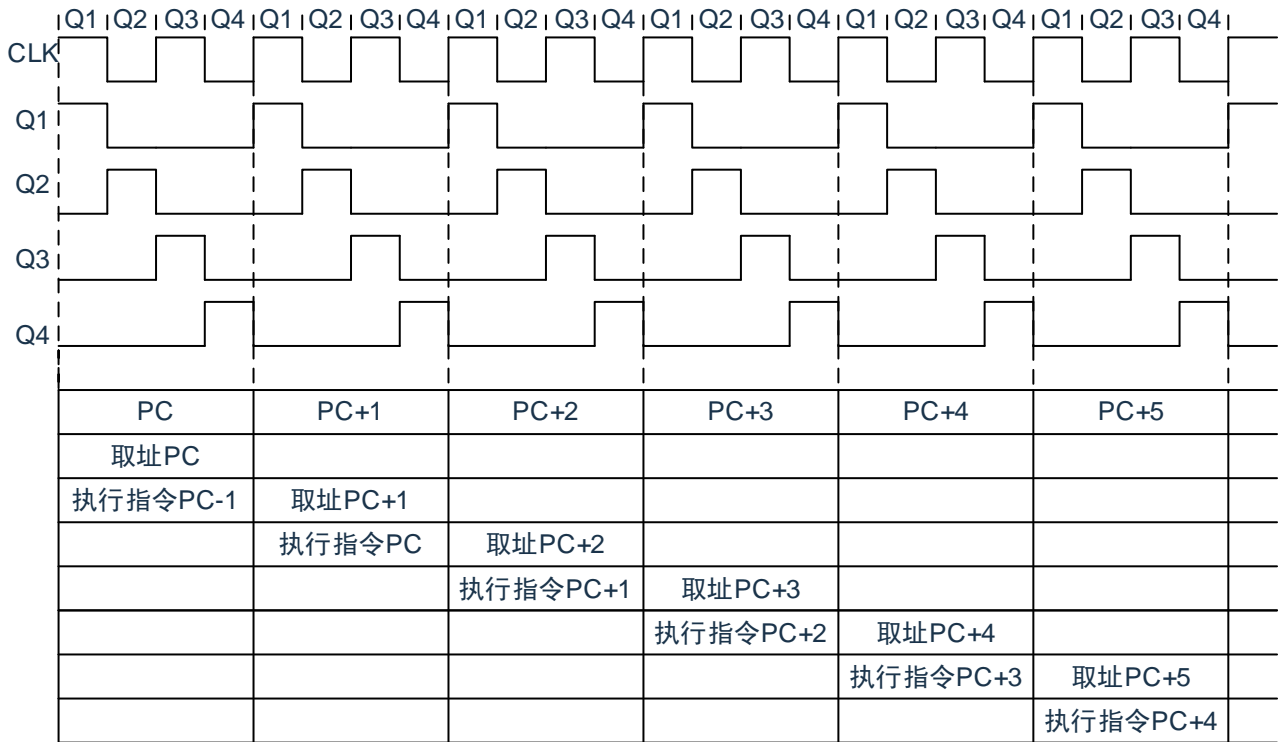 Q1 Q2 Q3 Q4 Q1 Q2 Q3 Q4 Q1 Q2 Q3 Q4 Q1 Q2 Q3 Q4 Q1 Q2 Q3 Q4 Q1 Q2 Q3 Q4
CLK
Q1
Q2
Q3
Q4
PC PC+1 PC+2 PC+3 PC+4 PC+5
取址PC
执行指令PC-1 取址PC+1
执行指令PC 取址PC+2
执行指令PC+1 取址PC+3
执行指令PC+2 取址PC+4
执行指令PC+3 取址PC+5
执行指令PC+4